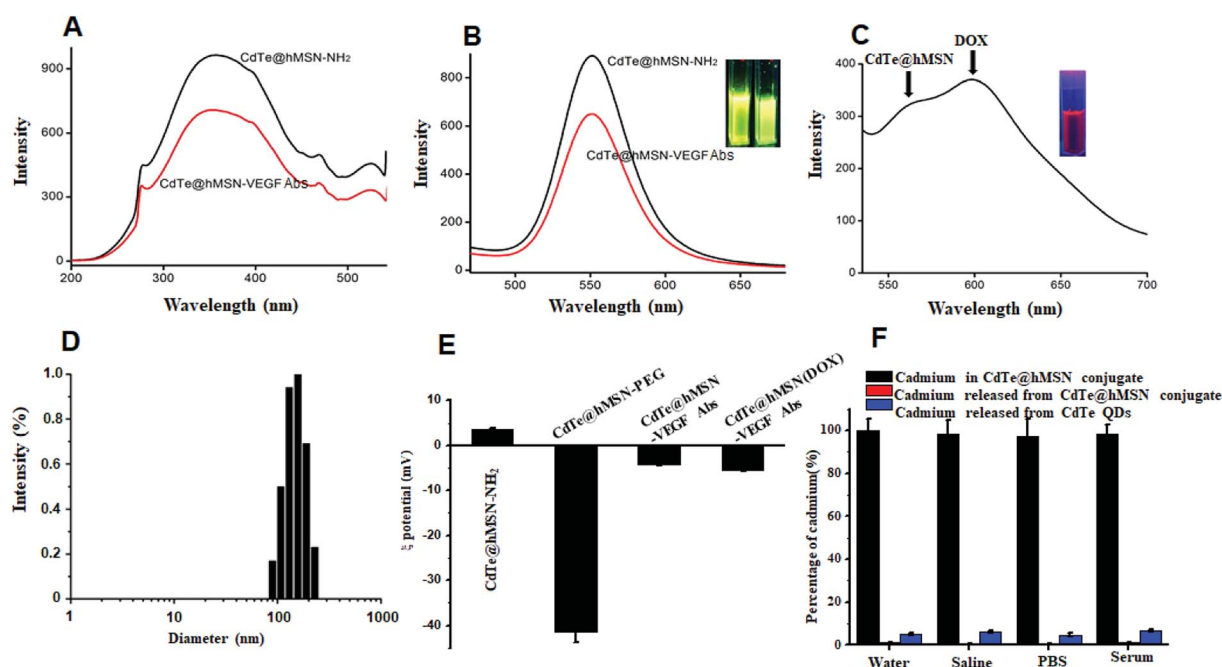 A
CdTe@hMSN-NH2
CdTe@hMSN-VEGF Abs
900
600
300
0
200
300
400
500
Intensity
Wavelength (nm)
B
CdTe@hMSN-NH2
CdTe@hMSN-VEGF Abs
800
600
400
200
0
500
550
600
650
Intensity
Wavelength (nm)
C
DOX
CdTe@hMSN
400
300
200
100
0
550
600
650
700
Intensity
Wavelength (nm)
D
1.0
0.8
0.6
0.4
0.2
0
1
10
100
1000
Intensity (%)
Diameter (nm)
E
CdTe@hMSN-NH2
CdTe@hMSN-PEG
CdTe@hMSN
-VEGF Abs
CdTe@hMSN(DOX)
-VEGF Abs
10
0
-10
-20
-30
-40
ξ potential (mV)
F
Cadmium in CdTe@hMSN conjugate
Cadmium released from CdTe@hMSN conjugate
Cadmium released from CdTe QDs
100
80
60
40
20
0
Percentage of cadmium(%)
Water
Saline
PBS
Serum